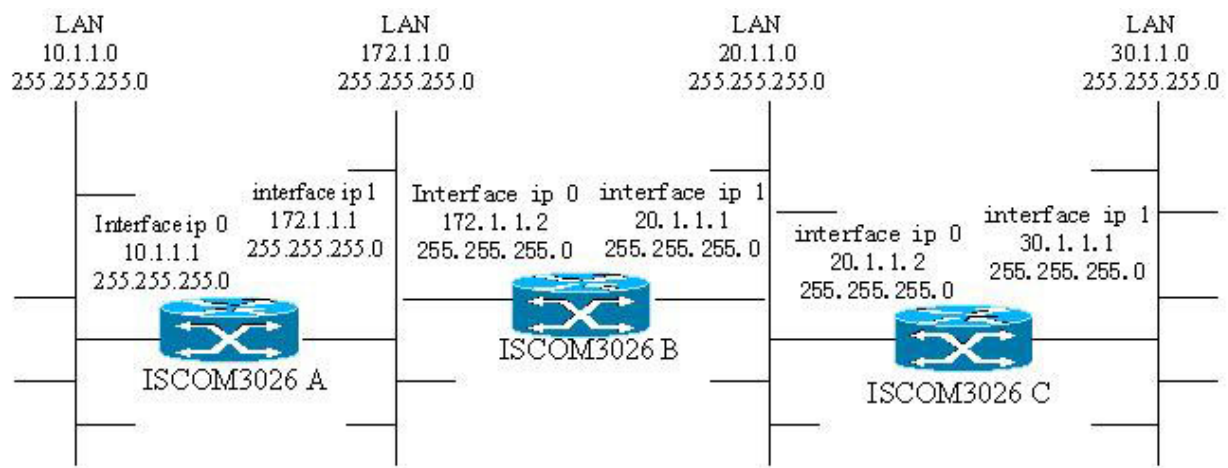 LAN
10.1.1.0
255.255.255.0
LAN
172.1.1.0
255.255.255.0
LAN
20.1.1.0
255.255.255.0
LAN
30.1.1.0
255.255.255.0
Interface ip 0
10.1.1.1
255.255.255.0
interface ip 1
172.1.1.1
255.255.255.0
Interface ip 0
172.1.1.2
255.255.255.0
interface ip 1
20.1.1.1
255.255.255.0
interface ip 0
20.1.1.2
255.255.255.0
interface ip 1
30.1.1.1
255.255.255.0
ISCOM3026 A
ISCOM3026 B
ISCOM3026 C